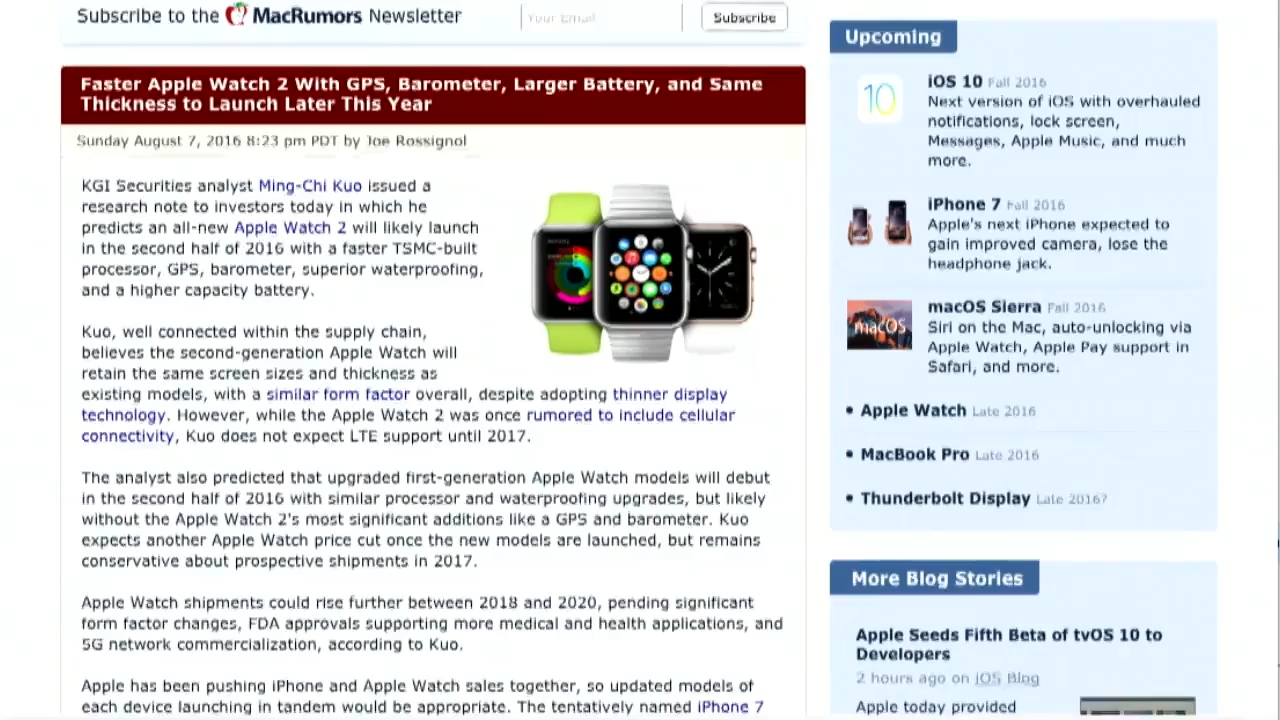 Subscribe to the MacRumors Newsletter
Your Email
Subscribe
Faster Apple Watch 2 With GPS, Barometer, Larger Battery, and Same
Thickness to Launch Later This Year
Sunday August 7, 2016 8:23 pm PDT by Joe Rossignol
KGI Securities analyst Ming-Chi Kuo issued a
research note to investors today in which he
predicts an all-new Apple Watch 2 will likely launch
in the second half of 2016 with a faster TSMC-built
processor, GPS, barometer, superior waterproofing,
and a higher capacity battery.
Kuo, well connected within the supply chain,
believes the second-generation Apple Watch will
retain the same screen sizes and thickness as
existing models, with a similar form factor overall, despite adopting thinner display
technology. However, while the Apple Watch 2 was once rumored to include cellular
connectivity, Kuo does not expect LTE support until 2017.
The analyst also predicted that upgraded first-generation Apple Watch models will debut
in the second half of 2016 with similar processor and waterproofing upgrades, but likely
without the Apple Watch 2's most significant additions like a GPS and barometer. Kuo
expects another Apple Watch price cut once the new models are launched, but remains
conservative about prospective shipments in 2017.
Apple Watch shipments could rise further between 2018 and 2020, pending significant
form factor changes, FDA approvals supporting more medical and health applications, and
5G network commercialization, according to Kuo.
Apple has been pushing iPhone and Apple Watch sales together, so updated models of
each device launching in tandem would be appropriate. The tentatively named iPhone 7
Upcoming
10
iOS 10 Fall 2016
Next version of iOS with overhauled
notifications, lock screen,
Messages, Apple Music, and much
more.
iPhone 7 Fall 2016
Apple's next iPhone expected to
gain improved camera, lose the
headphone jack.
macOS
macOS Sierra Fall 2016
Siri on the Mac, auto-unlocking via
Apple Watch, Apple Pay support in
Safari, and more.
• Apple Watch Late 2016
• MacBook Pro Late 2016
• Thunderbolt Display Late 2016?
More Blog Stories
Apple Seeds Fifth Beta of tvOS 10 to
Developers
2 hours ago on iOS Blog
Apple today provided